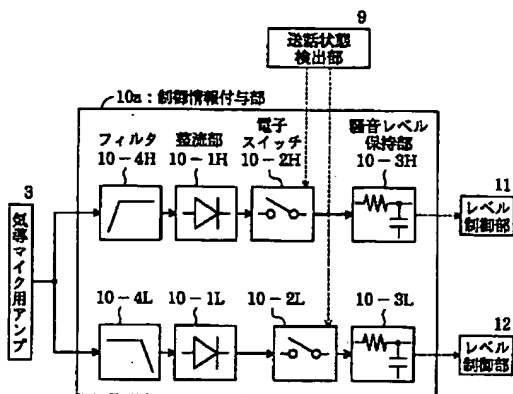 9
送話状態
検出部
10a:制御情報付与部
フィルタ
10-4H
整流部
10-1H
電子
スイッチ
10-2H
騒音レベル
保持部
10-3H
3
気導マイク用アンプ
11
レベル
制御部
10-4L
10-1L
10-2L
10-3L
12
レベル
制御部